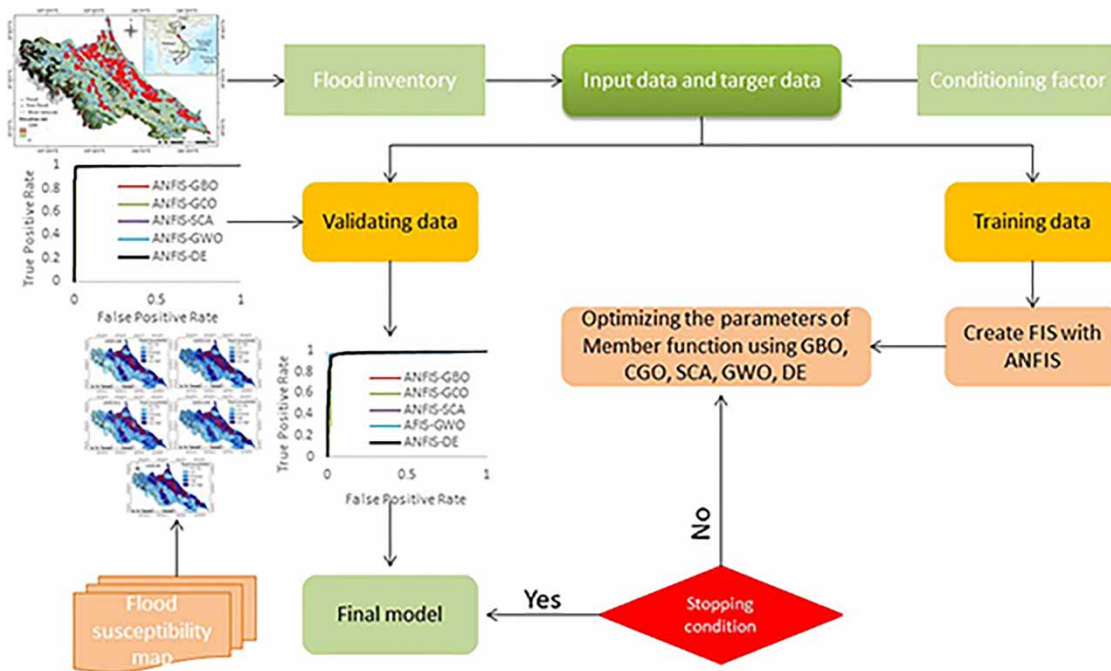 Flood inventory
Input data and targer data
Conditioning factor
1
0.8
0.6
0.4
0.2
0
True Positive Rate
ANFIS-GBO
ANFIS-GCO
ANFIS-SCA
ANFIS-GWO
ANFIS-DE
0
0.5
1
False Positive Rate
Validating data
Training data
Optimizing the parameters of
Member function using GBO,
CGO, SCA, GWO, DE
Create FIS with
ANFIS
1
0.8
0.6
0.4
0.2
0
True Positive Rate
ANFIS-GBO
ANFIS-GCO
ANFIS-SCA
AFIS-GWO
ANFIS-DE
0
0.5
1
False Positive Rate
No
Flood
susceptibility
map
Final model
Yes
Stopping
condition